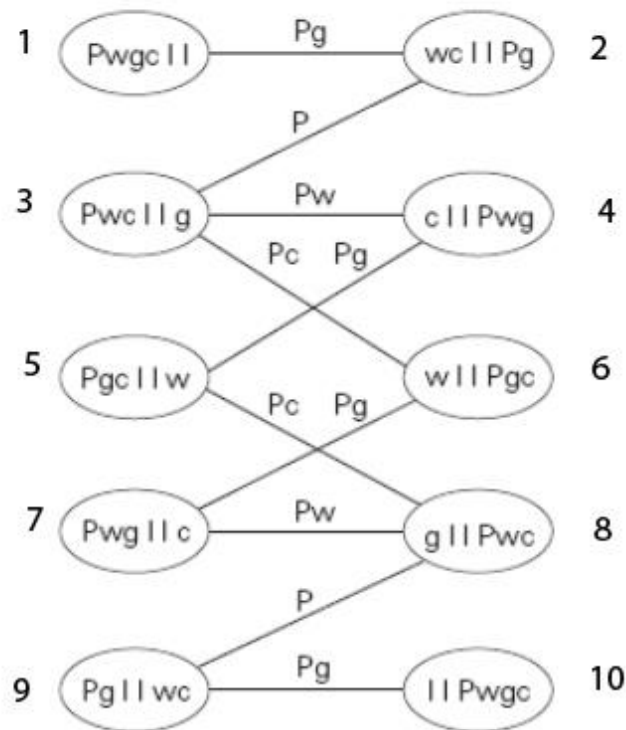 Pg
1 Pwgc l l wc l l Pg 2
P
3 Pwc l l g Pw c l l Pwg 4
Pc Pg
5 Pgc l l w w l l Pgc 6
Pc Pg
7 Pwg l l c Pw g l l Pwc 8
P
9 Pg l l wc Pg l l Pwgc 10